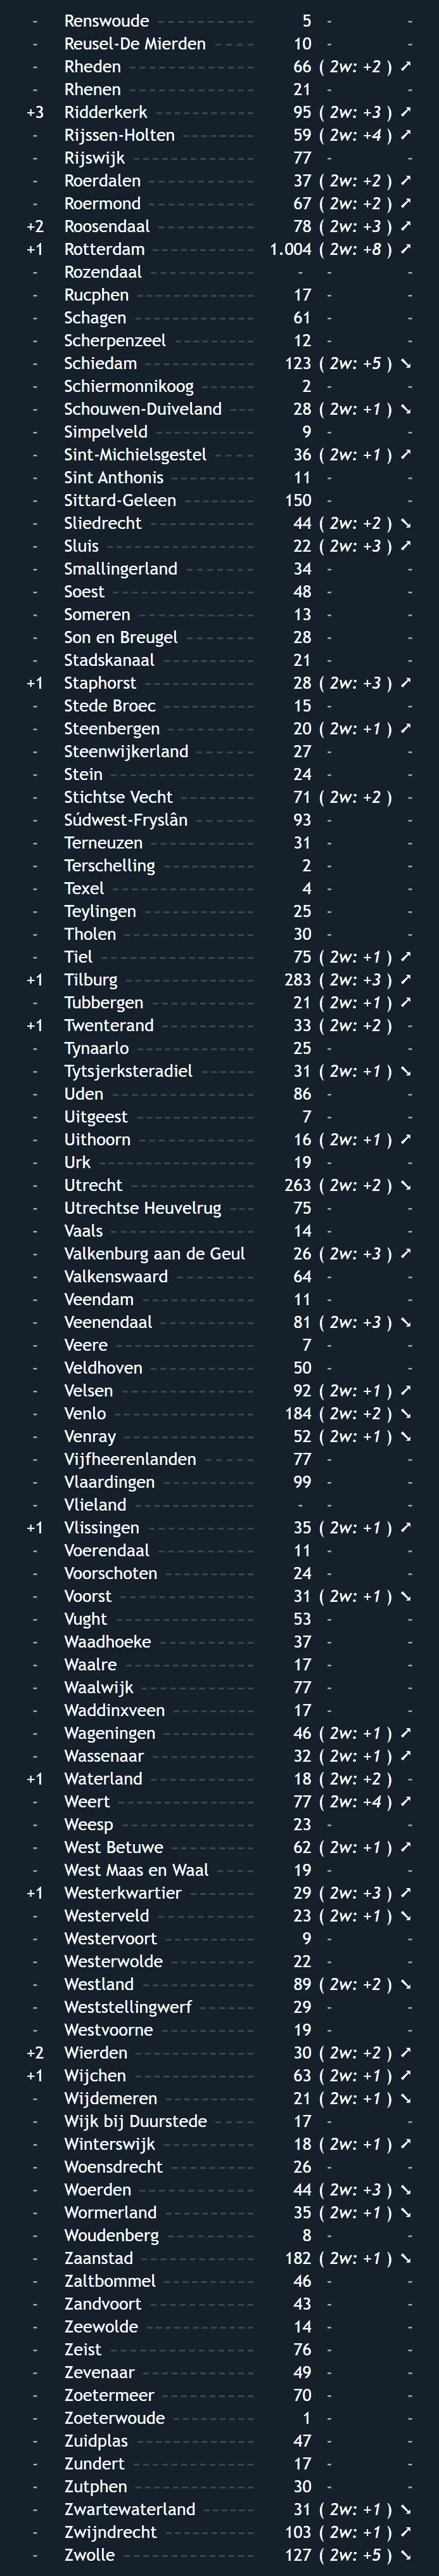 - Renswoude ----------- 5 - -
- Reusel-De Mierden ----- 10 - -
- Rheden --------------- 66 ( 2w: +2 ) ➚
- Rhenen --------------- 21 - -
+3 Ridderkerk ----------- 95 ( 2w: +3 ) ➚
- Rijssen-Holten --------- 59 ( 2w: +4 ) ➚
- Rijswijk -------------- 77 - -
- Roerdalen ------------ 37 ( 2w: +2 ) ➚
- Roermond ------------ 67 ( 2w: +2 ) ➚
+2 Roosendaal ----------- 78 ( 2w: +3 ) ➚
+1 Rotterdam ------------ 1.004 ( 2w: +8 ) ➚
- Rozendaal ------------ - - -
- Rucphen ------------- 17 - -
- Schagen -------------- 61 - -
- Scherpenzeel ---------- 12 - -
- Schiedam ------------- 123 ( 2w: +5 ) ➘
- Schiermonnikoog ------ 2 - -
- Schouwen-Duiveland --- 28 ( 2w: +1 ) ➘
- Simpelveld ------------ 9 - -
- Sint-Michielsgestel ----- 36 ( 2w: +1 ) ➚
- Sint Anthonis ---------- 11 - -
- Sittard-Geleen --------- 150 - -
- Sliedrecht ------------ 44 ( 2w: +2 ) ➘
- Sluis ----------------- 22 ( 2w: +3 ) ➚
- Smallingerland -------- 34 - -
- Soest ---------------- 48 - -
- Someren ------------- 13 - -
- Son en Breugel -------- 28 - -
- Stadskanaal ----------- 21 - -
+1 Staphorst ------------ 28 ( 2w: +3 ) ➚
- Stede Broec ----------- 15 - -
- Steenbergen ---------- 20 ( 2w: +1 ) ➚
- Steenwijkerland ------- 27 - -
- Stein ---------------- 24 - -
- Stichtse Vecht --------- 71 ( 2w: +2 ) -
- Súdwest-Fryslân ------- 93 - -
- Terneuzen ------------ 31 - -
- Terschelling ----------- 2 - -
- Texel ---------------- 4 - -
- Teylingen ------------- 25 - -
- Tholen --------------- 30 - -
- Tiel ------------------ 75 ( 2w: +1 ) ➚
+1 Tilburg --------------- 283 ( 2w: +3 ) ➚
- Tubbergen ------------ 21 ( 2w: +1 ) ➚
+1 Twenterand ----------- 33 ( 2w: +2 ) -
- Tynaarlo ------------- 25 - -
- Tytsjerksteradiel ------ 31 ( 2w: +1 ) ➘
- Uden ---------------- 86 - -
- Uitgeest ------------- 7 - -
- Uithoorn ------------- 16 ( 2w: +1 ) ➚
- Urk ------------------ 19 - -
- Utrecht -------------- 263 ( 2w: +2 ) ➘
- Utrechtse Heuvelrug --- 75 - -
- Vaals ---------------- 14 - -
- Valkenburg aan de Geul 26 ( 2w: +3 ) ➚
- Valkenswaard --------- 64 - -
- Veendam ------------- 11 - -
- Veenendaal ----------- 81 ( 2w: +3 ) ➘
- Veere ---------------- 7 - -
- Veldhoven ------------ 50 - -
- Velsen --------------- 92 ( 2w: +1 ) ➚
- Venlo ---------------- 184 ( 2w: +2 ) ➘
- Venray --------------- 52 ( 2w: +1 ) ➘
- Vijfheerenlanden ------ 77 - -
- Vlaardingen ----------- 99 - -
- Vlieland -------------- - - -
+1 Vlissingen ------------ 35 ( 2w: +1 ) ➚
- Voerendaal ----------- 11 - -
- Voorschoten ---------- 24 - -
- Voorst --------------- 31 ( 2w: +1 ) ➘
- Vught ---------------- 53 - -
- Waadhoeke ----------- 37 - -
- Waalre --------------- 17 - -
- Waalwijk ------------- 77 - -
- Waddinxveen ---------- 17 - -
- Wageningen ---------- 46 ( 2w: +1 ) ➚
- Wassenaar ------------ 32 ( 2w: +1 ) ➚
+1 Waterland ------------ 18 ( 2w: +2 ) -
- Weert ---------------- 77 ( 2w: +4 ) ➚
- Weesp --------------- 23 - -
- West Betuwe ---------- 62 ( 2w: +1 ) ➚
- West Maas en Waal ---- 19 - -
+1 Westerkwartier -------- 29 ( 2w: +3 ) ➚
- Westerveld ----------- 23 ( 2w: +1 ) ➘
- Westervoort ---------- 9 - -
- Westerwolde ---------- 22 - -
- Westland ------------- 89 ( 2w: +2 ) ➘
- Weststellingwerf ------- 29 - -
- Westvoorne ----------- 19 - -
+2 Wierden -------------- 30 ( 2w: +2 ) ➚
+1 Wijchen -------------- 63 ( 2w: +1 ) ➚
- Wijdemeren ---------- 21 ( 2w: +1 ) ➘
- Wijk bij Duurstede ----- 17 - -
- Winterswijk ----------- 18 ( 2w: +1 ) ➚
- Woensdrecht ---------- 26 - -
- Woerden ------------- 44 ( 2w: +3 ) ➘
- Wormerland ---------- 35 ( 2w: +1 ) ➘
- Woudenberg ---------- 8 - -
- Zaanstad ------------- 182 ( 2w: +1 ) ➘
- Zaltbommel ---------- 46 - -
- Zandvoort ------------ 43 - -
- Zeewolde ------------ 14 - -
- Zeist ---------------- 76 - -
- Zevenaar ------------- 49 - -
- Zoetermeer ---------- 70 - -
- Zoeterwoude --------- 1 - -
- Zuidplas -------------- 47 - -
- Zundert -------------- 17 - -
- Zutphen -------------- 30 - -
- Zwartewaterland ------ 31 ( 2w: +1 ) ➘
- Zwijndrecht ---------- 103 ( 2w: +1 ) ➚
- Zwolle --------------- 127 ( 2w: +5 ) ➘